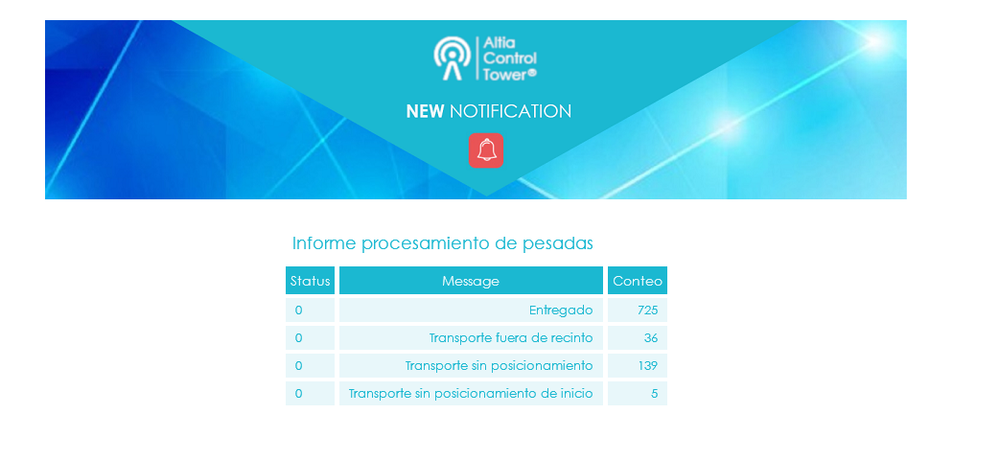 Altia
Control
Tower®
NEW NOTIFICATION
Informe procesamiento de pesadas
Status Message Conteo
0 Entregado 725
0 Transporte fuera de recinto 36
0 Transporte sin posicionamiento 139
0 Transporte sin posicionamiento de inicio 5